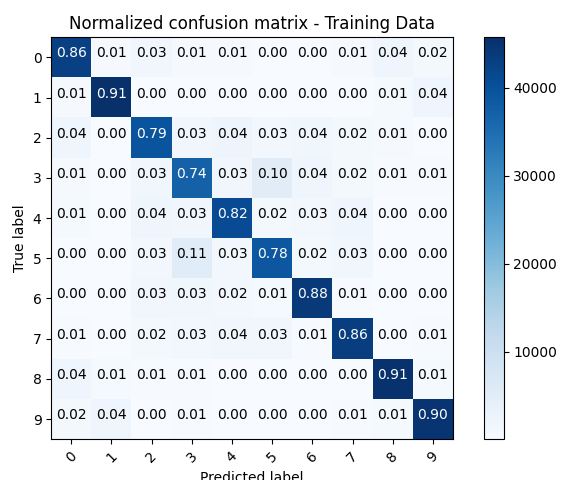 Normalized confusion matrix - Training Data
True label
0 0.86 0.01 0.03 0.01 0.01 0.00 0.00 0.01 0.04 0.02
1 0.01 0.91 0.00 0.00 0.00 0.00 0.00 0.00 0.01 0.04
2 0.04 0.00 0.79 0.03 0.04 0.03 0.04 0.02 0.01 0.00
3 0.01 0.00 0.03 0.74 0.03 0.10 0.04 0.02 0.01 0.01
4 0.01 0.00 0.04 0.03 0.82 0.02 0.03 0.04 0.00 0.00
5 0.00 0.00 0.03 0.11 0.03 0.78 0.02 0.03 0.00 0.00
6 0.00 0.00 0.03 0.03 0.02 0.01 0.88 0.01 0.00 0.00
7 0.01 0.00 0.02 0.03 0.04 0.03 0.01 0.86 0.00 0.01
8 0.04 0.01 0.01 0.01 0.00 0.00 0.00 0.00 0.91 0.01
9 0.02 0.04 0.00 0.01 0.00 0.00 0.00 0.01 0.01 0.90
0 1 2 3 4 5 6 7 8 9
Predicted label
40000
30000
20000
10000